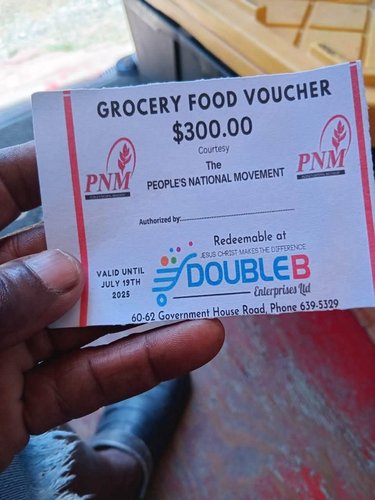 GROCERY FOOD VOUCHER
$300.00
Courtesy
The
PEOPLE'S NATIONAL MOVEMENT
PNM
PNM
Authorized by:
Redeemable at
JESUS CHRIST MAKES THE DIFFERENCE
DOUBLE B
Enterprises Ltd
VALID UNTIL
JULY 19TH
2025
60-62 Government House Road, Phone 639-5329